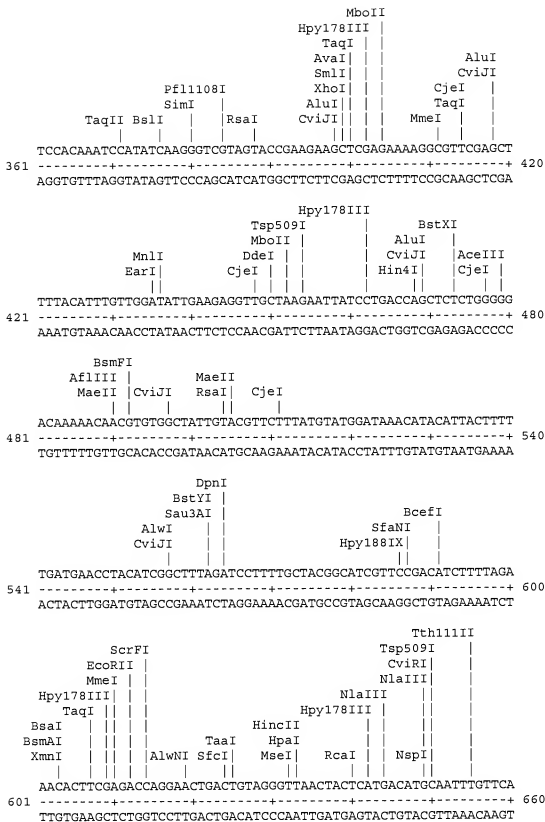 MboII
Hpy178III
TaqI
AvaI AluI
SmlI CviJI
Pfl1108I XhoI CjeI
SimI AluI TaqI
TaqII BslI RsaI CviJI MmeI
TCCACAAATCCATATCAAGGGTCGTAGTACCGAAGAAGCTCGAGAAAAGGCGTTCGAGCT
361 ---------+---------+---------+---------+---------+---------+ 420
AGGTGTTTAGGTATAGTTCCCAGCATCATGGCTTCTTCGAGCTCTTTTCCGCAAGCTCGA
Hpy178III
Tsp509I BstXI
MboII AluI
MnlI DdeI CviJI AceIII
EarI CjeI Hin4I CjeI
TTTACATTTGTTGGATATTGAAGAGGTTGCTAAGAATTATCCTGACCAGCTCTCTGGGGG
421 ---------+---------+---------+---------+---------+---------+ 480
AAATGTAAACAACCTATAACTTCTCCAACGATTCTTAATAGGACTGGTCGAGAGACCCCC
BsmFI
AflIII MaeII
MaeII CviJI RsaI CjeI
ACAAAAACAACGTGTGGCTATTGTACGTTCTTTATGTATGGATAAACATACATTACTTTT
481 ---------+---------+---------+---------+---------+---------+ 540
TGTTTTTGTTGCACACCGATAACATGCAAGAAATACATACCTATTTGTATGTAATGAAAA
DpnI
BstYI
Sau3AI BcefI
AlwI SfaNI
CviJI Hpy188IX
TGATGAACCTACATCGGCTTTAGATCCTTTTGCTACGGCATCGTTCCGACATCTTTTAGA
541 ---------+---------+---------+---------+---------+---------+ 600
ACTACTTGGATGTAGCCGAAATCTAGGAAAACGATGCCGTAGCAAGGCTGTAGAAAATCT
Tth111II
ScrFI Tsp509I
EcoRII CviRI
MmeI NlaIII
Hpy178III NlaIII
TaqI Hpy178III
BsaI HincII
BsmAI TaaI HpaI
XmnI AlwNI SfcI MseI RcaI NspI
AACACTTCGAGACCAGGAACTGACTGTAGGGTTAACTACTCATGACATGCAATTTGTTCA
601 ---------+---------+---------+---------+---------+---------+ 660
TTGTGAAGCTCTGGTCCTTGACTGACATCCCAATTGATGAGTACTGTACGTTAAACAAGT